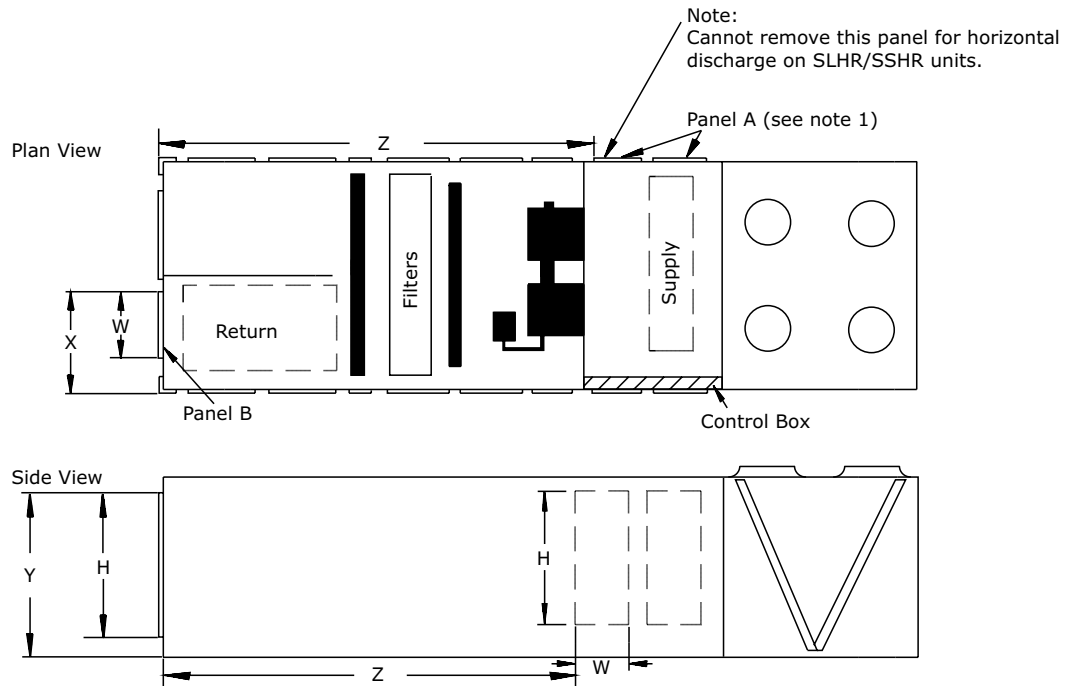 Note:
Cannot remove this panel for horizontal
discharge on SLHR/SSHR units.
Panel A (see note 1)
Z
Plan View
Filters
Supply
X
W
Return
Panel B
Control Box
Side View
Y
H
H
W
Z